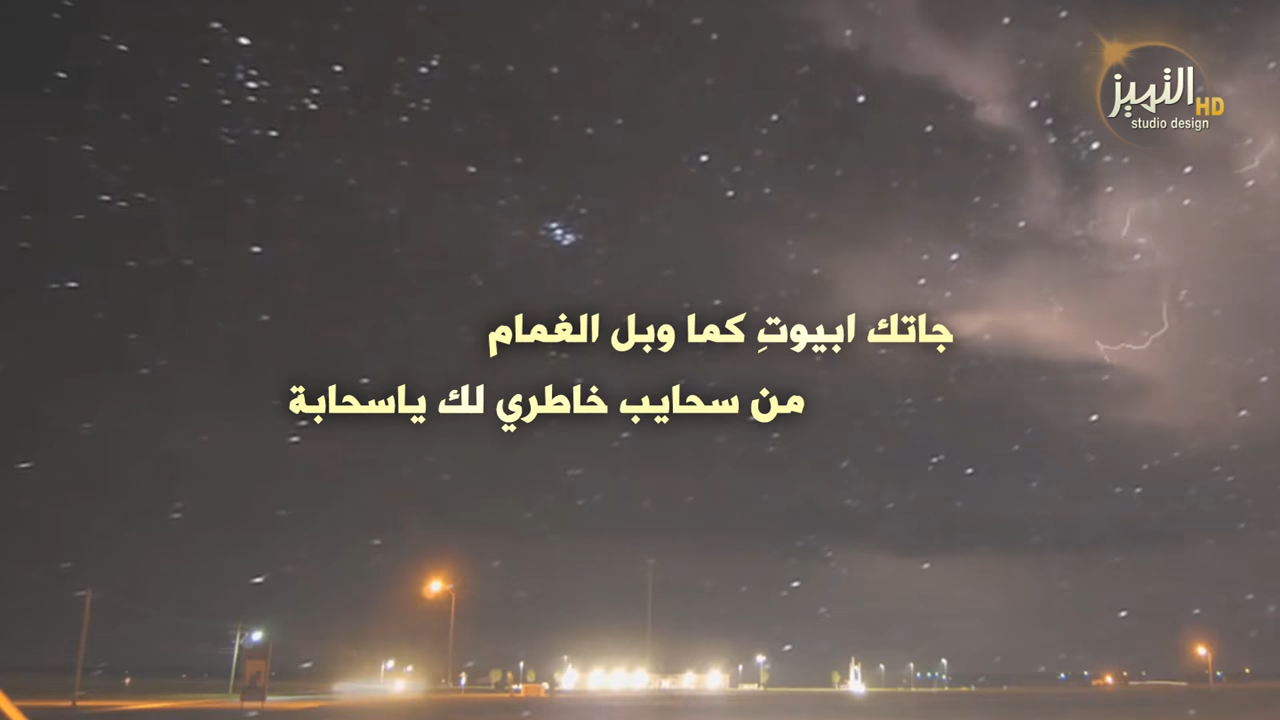 التميز HD
studio design
جاتك ابيوتِ كما وبل الغمام
من سحايب خاطري لك ياسحابة